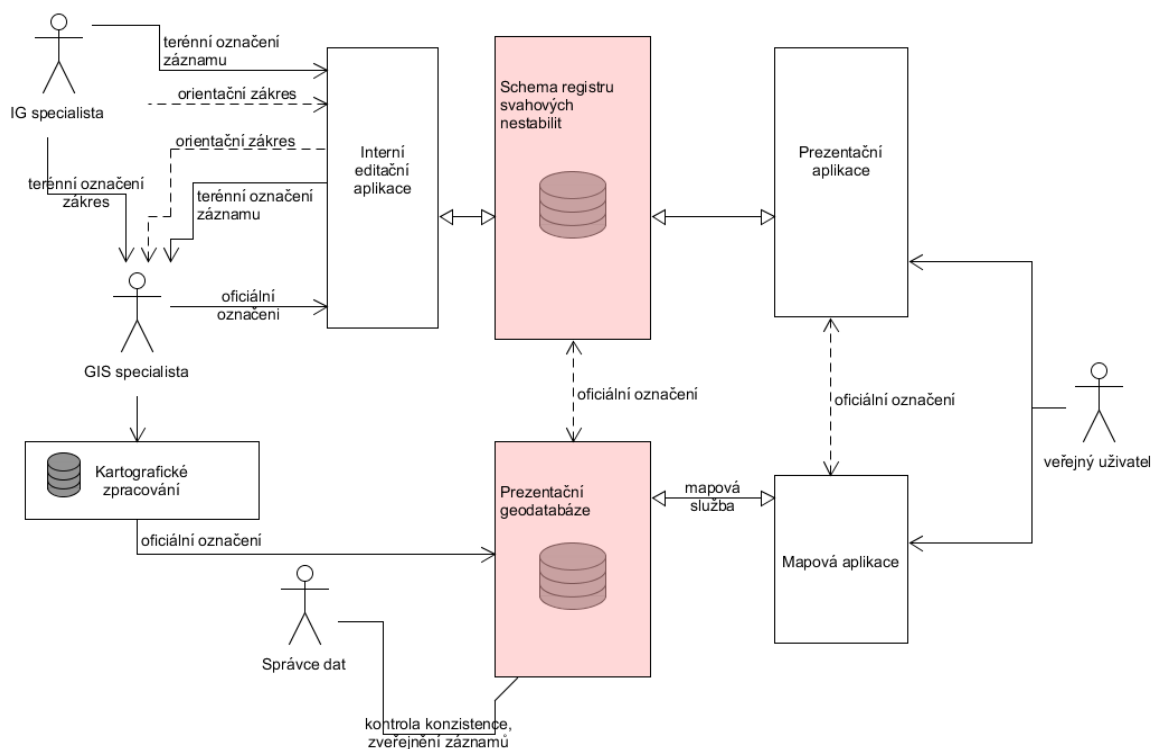 IG specialista
terénní označení
záznamu
orientační zákres
orientační zákres
terénní označení
zákres
terénní označení
záznamu
Interní
editační
aplikace
Schema registru
svahových
nestabilit
Prezentační
aplikace
oficiální
označení
GIS specialista
oficiální označení
oficiální označení
veřejný uživatel
Kartografické
zpracování
Prezentační
geodatabáze
mapová
služba
oficiální označení
Mapová aplikace
Správce dat
kontrola konzistence,
zveřejnění záznamů